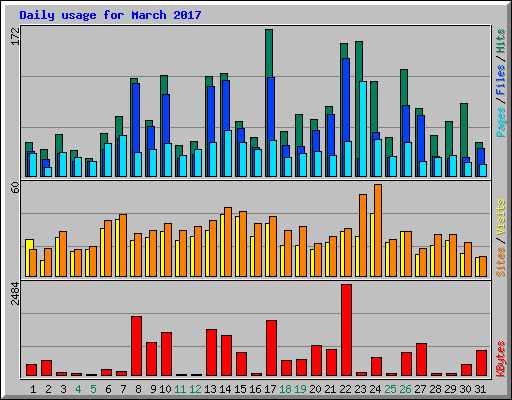 Daily usage for March 2017
172
60
2484
Pages / Files / Hits
Sites / Visits
KBytes
1 2 3 4 5 6 7 8 9 10 11 12 13 14 15 16 17 18 19 20 21 22 23 24 25 26 27 28 29 30 31